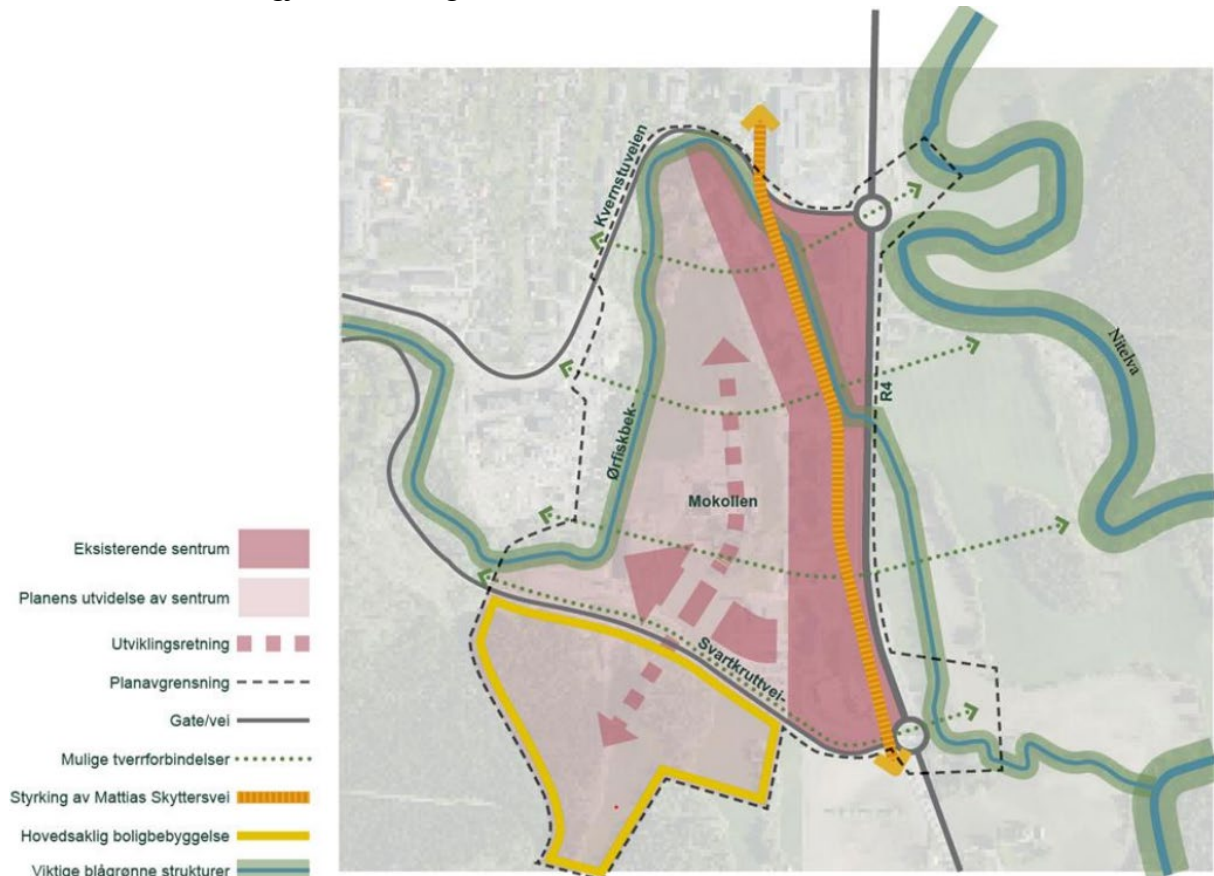 Kvernstuveien
R4
Nitelva
Ørfiskbek-
Mokollen
Svartkruttvei-
Eksisterende sentrum
Planens utvidelse av sentrum
Utviklingsretning
Planavgrensning
Gate/vei
Mulige tverrforbindelser
Styrking av Mattias Skyttersvei
Hovedsaklig boligbebyggelse
Viktige blågrønne strukturer